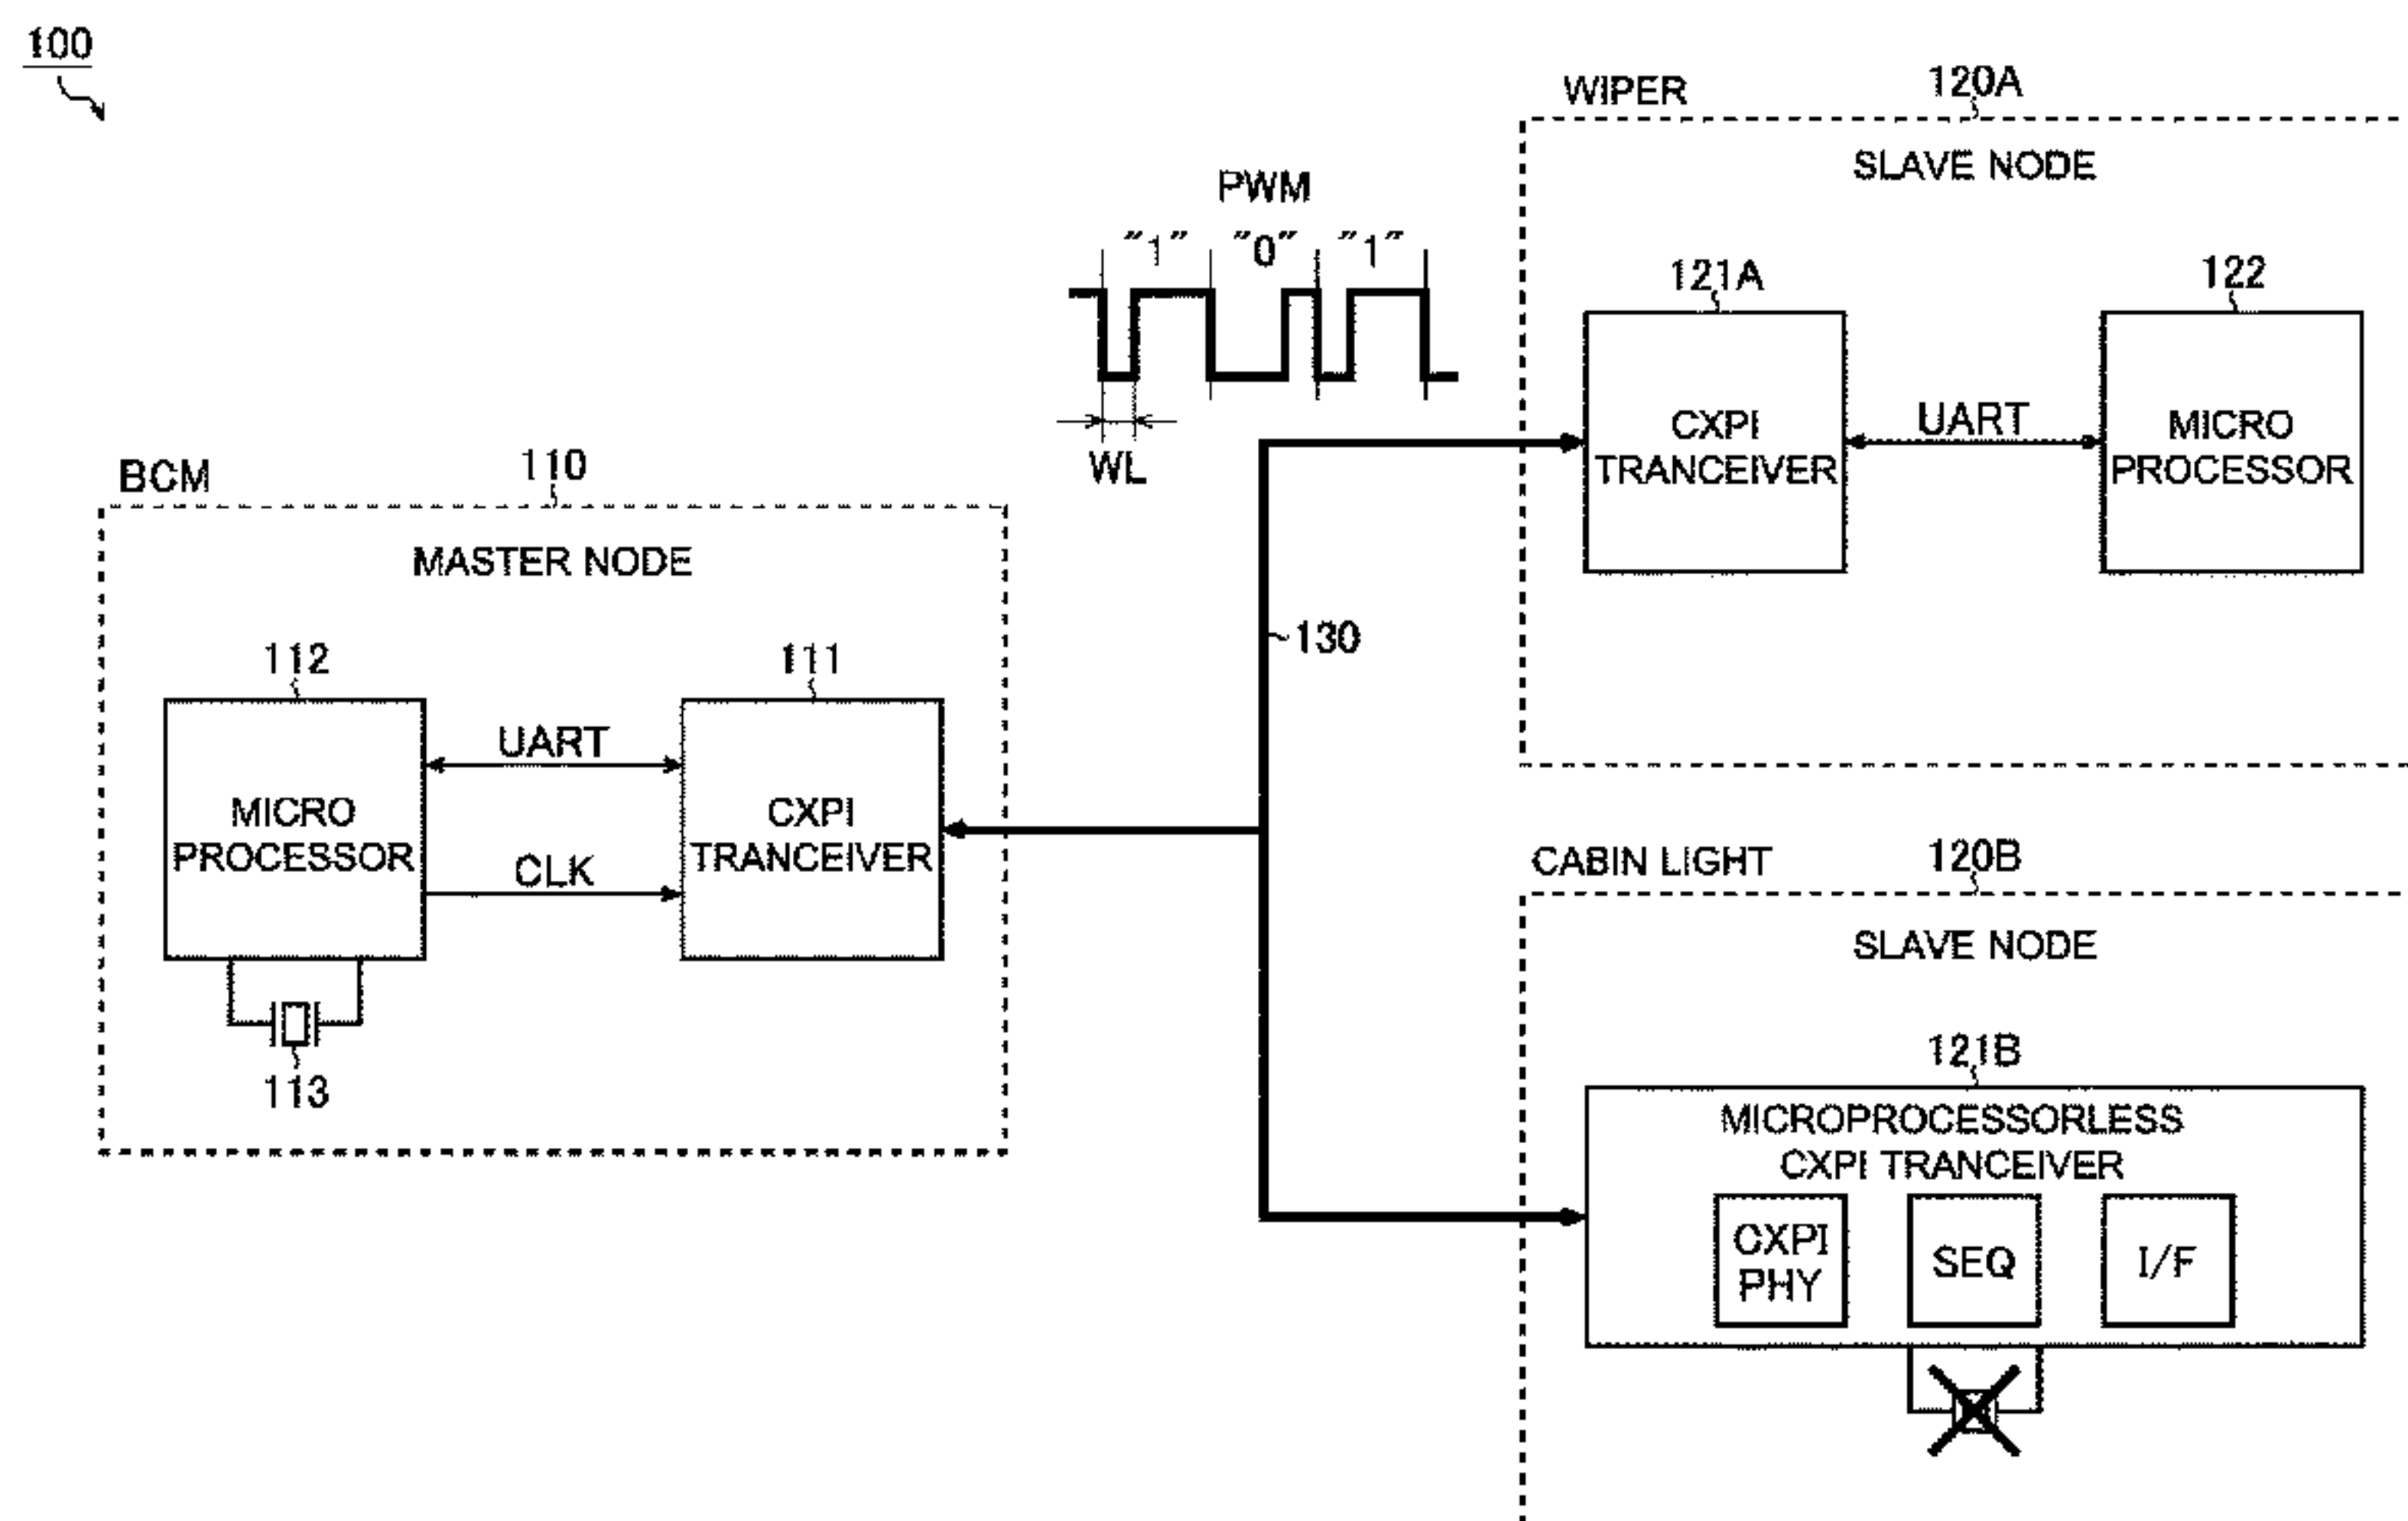 100
WIPER
120A
SLAVE NODE
PWM
"1" "0" "1"
WL
121A
122
CXPI
TRANCEIVER
UART
MICRO
PROCESSOR
BCM
110
MASTER NODE
130
112
111
MICRO
PROCESSOR
UART
CLK
CXPI
TRANCEIVER
113
CABIN LIGHT
120B
SLAVE NODE
121B
MICROPROCESSORLESS
CXPI TRANCEIVER
CXPI
PHY
SEQ
I/F